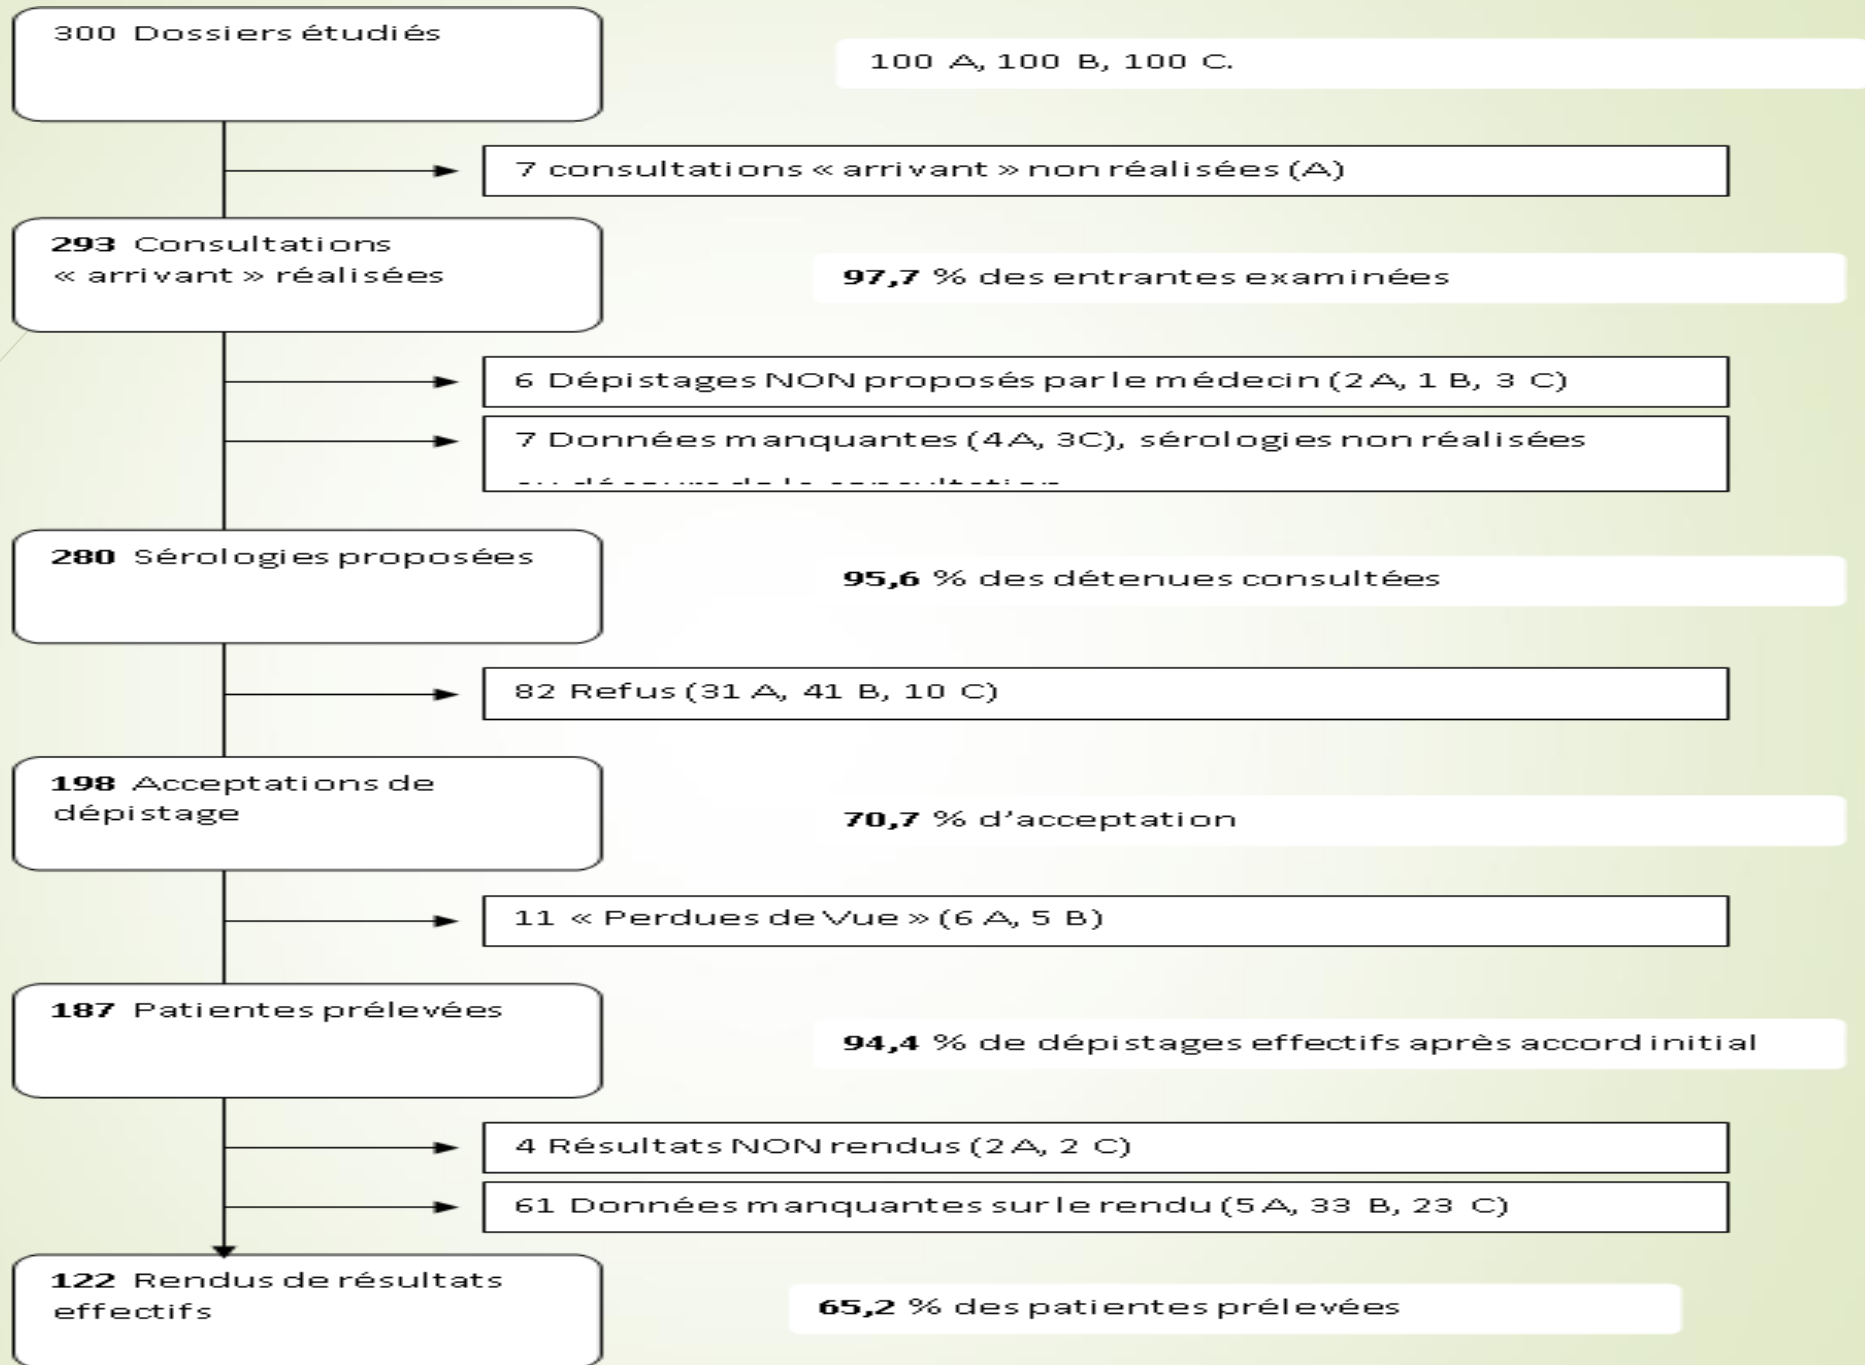 300 Dossiers étudiés
100 A, 100 B, 100 C.
7 consultations « arrivant » non réalisées (A)
293 Consultations
« arrivant » réalisées
97,7 % des entrantes examinées
6 Dépistages NON proposés par le médecin (2 A, 1 B, 3 C)
7 Données manquantes (4 A, 3C), sérologies non réalisées
280 Sérologies proposées
95,6 % des détenues consultées
82 Refus (31 A, 41 B, 10 C)
198 Acceptations de
dépistage
70,7 % d’acceptation
11 « Perdues de Vue » (6 A, 5 B)
187 Patientes prélevées
94,4 % de dépistages effectifs après accord initial
4 Résultats NON rendus (2 A, 2 C)
61 Données manquantes sur le rendu (5 A, 33 B, 23 C)
122 Rendus de résultats
effectifs
65,2 % des patientes prélevées